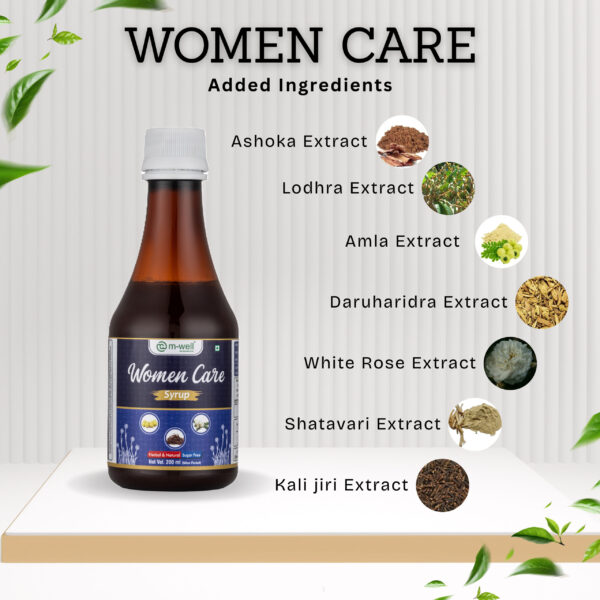 WOMEN CARE
Added Ingredients
Ashoka Extract
Lodhra Extract
Amla Extract
Daruharidra Extract
White Rose Extract
Shatavari Extract
Kali jiri Extract
m-well
Women Care
Syrup
Herbal & Natural Sugar Free
Net Vol. 200 ml